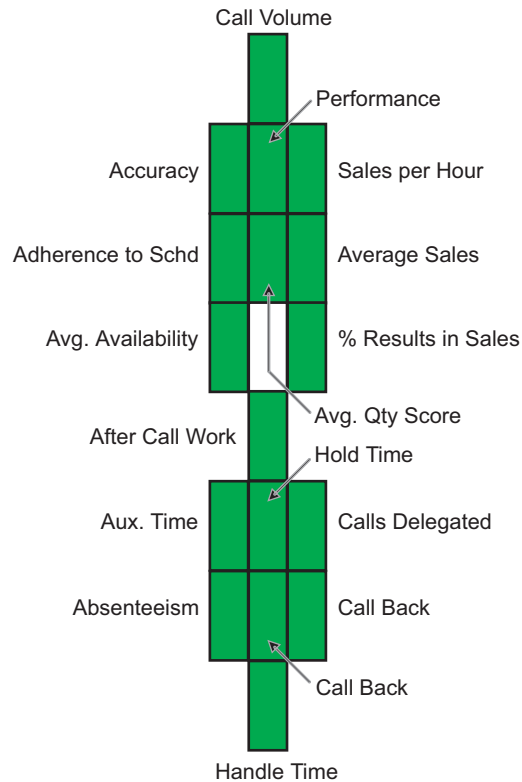 Call Volume
Performance
Accuracy
Sales per Hour
Adherence to Schd
Average Sales
Avg. Availability
% Results in Sales
Avg. Qty Score
After Call Work
Hold Time
Aux. Time
Calls Delegated
Absenteeism
Call Back
Call Back
Handle Time